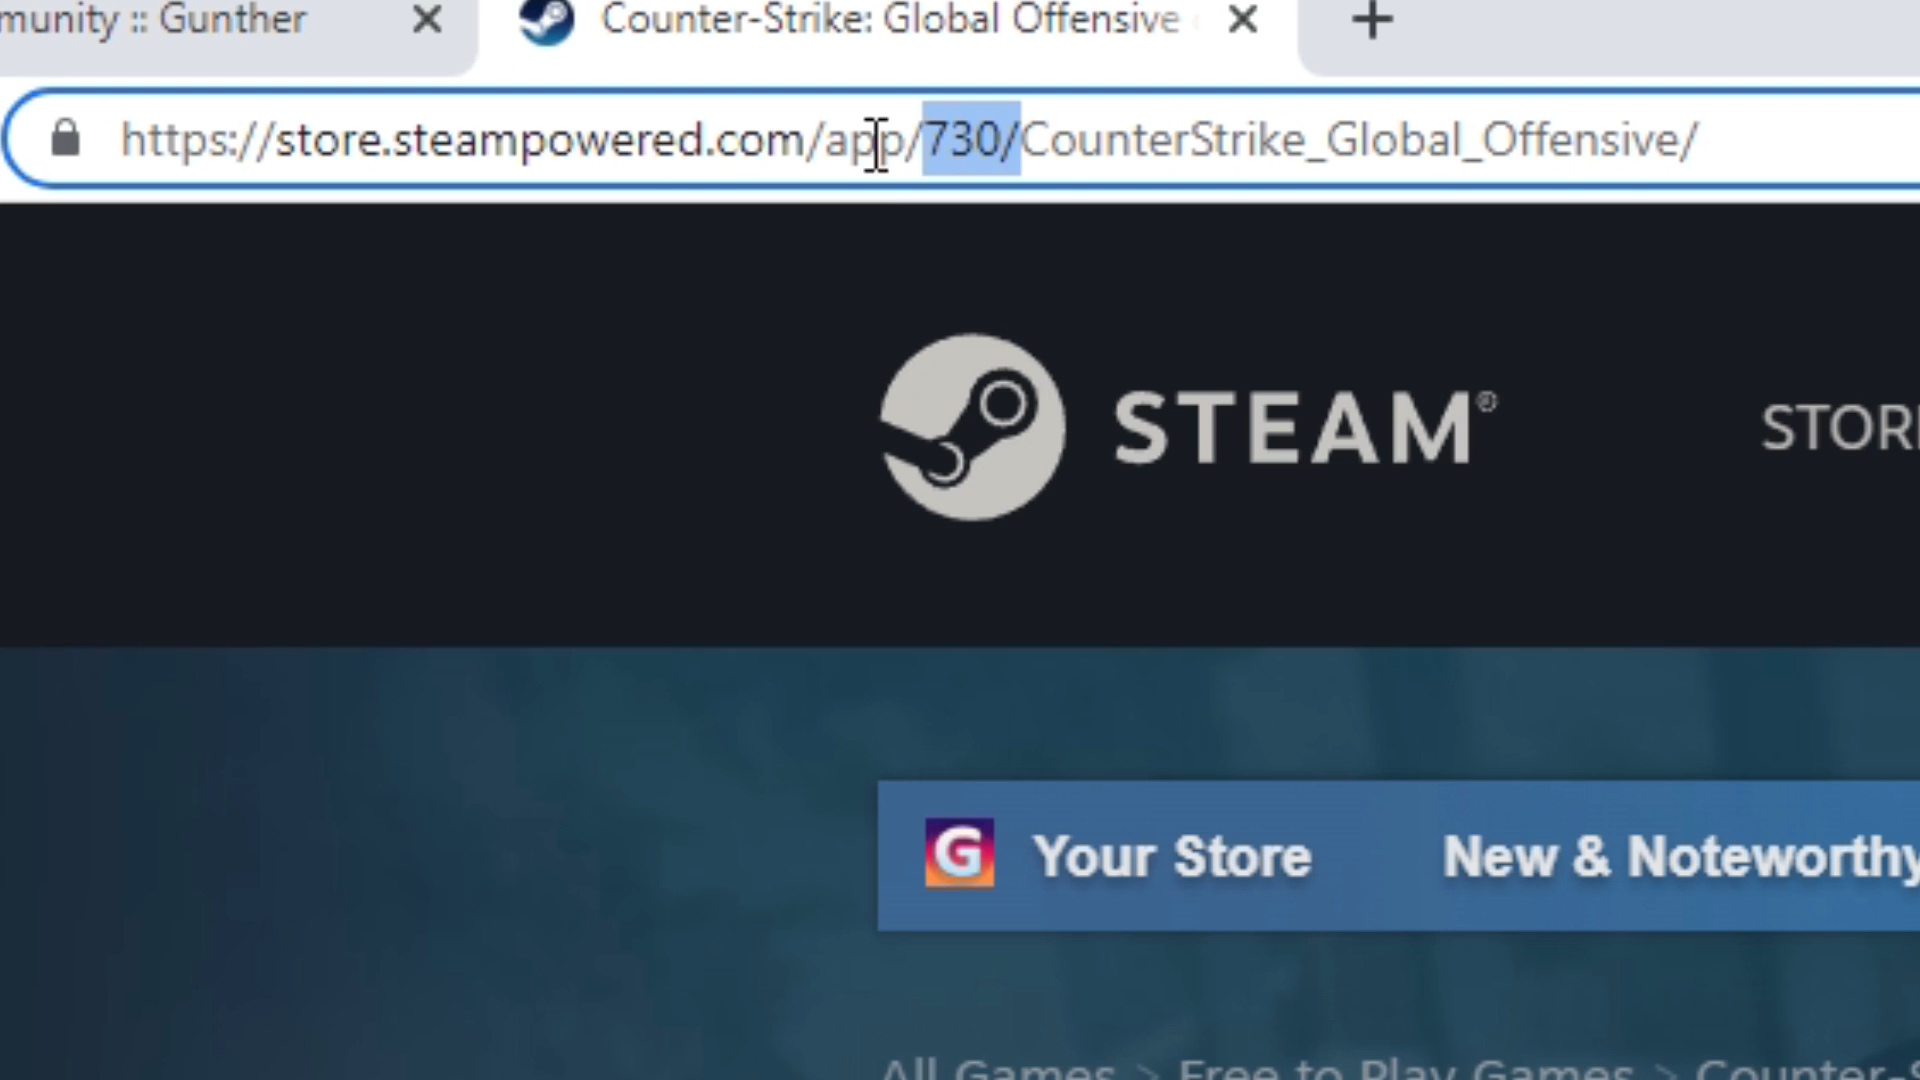 munity :: Gunther
Counter-Strike: Global Offensive
https://store.steampowered.com/app/730/CounterStrike_Global_Offensive/
STEAM®
STORE
G Your Store New & Noteworthy
All Games > Free to Play Games > Counter-S